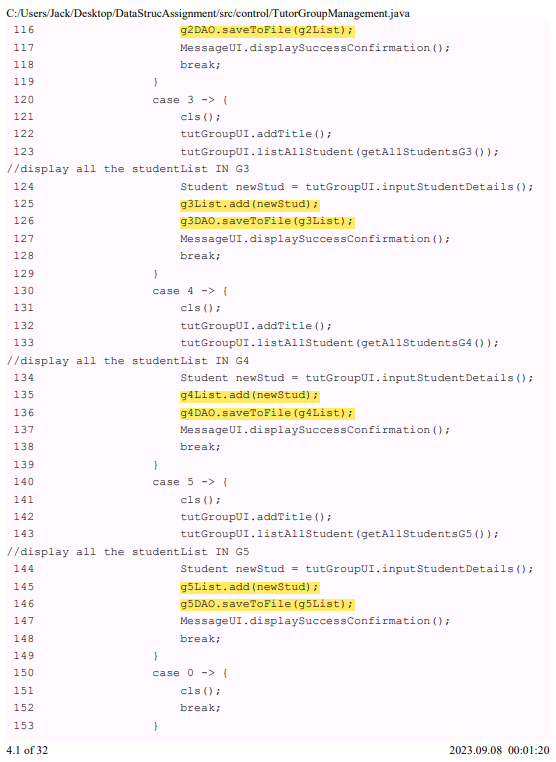 C:/Users/Jack/Desktop/DataStrucAssignment/src/control/TutorGroupManagement.java
116 g2DAO.saveToFile(g2List);
117 MessageUI.displaySuccessConfirmation();
118 break;
119 }
120 case 3 -> {
121 cls();
122 tutGroupUI.addTitle();
123 tutGroupUI.listAllStudent(getAllStudentsG3());
//display all the studentList IN G3
124 Student newStud = tutGroupUI.inputStudentDetails();
125 g3List.add(newStud);
126 g3DAO.saveToFile(g3List);
127 MessageUI.displaySuccessConfirmation();
128 break;
129 }
130 case 4 -> {
131 cls();
132 tutGroupUI.addTitle();
133 tutGroupUI.listAllStudent(getAllStudentsG4());
//display all the studentList IN G4
134 Student newStud = tutGroupUI.inputStudentDetails();
135 g4List.add(newStud);
136 g4DAO.saveToFile(g4List);
137 MessageUI.displaySuccessConfirmation();
138 break;
139 }
140 case 5 -> {
141 cls();
142 tutGroupUI.addTitle();
143 tutGroupUI.listAllStudent(getAllStudentsG5());
//display all the studentList IN G5
144 Student newStud = tutGroupUI.inputStudentDetails();
145 g5List.add(newStud);
146 g5DAO.saveToFile(g5List);
147 MessageUI.displaySuccessConfirmation();
148 break;
149 }
150 case 0 -> {
151 cls();
152 break;
153 }
4.1 of 32 2023.09.08 00:01:20